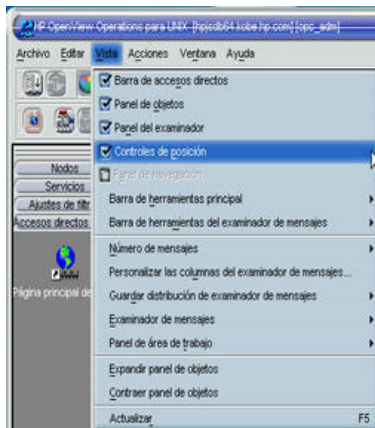 HP OpenView Operations para UNIX [hpjsdb64.kobe.hp.com] [opc_adm]
Archivo Editar Vista Acciones Ventana Ayuda
Barra de accesos directos
Panel de objetos
Panel del examinador
Controles de posición
Panel de navegación
Nodos
Servicios
Ajustes de filtr
Accesos directos
Página principal de
Barra de herramientas principal
Barra de herramientas del examinador de mensajes
Número de mensajes
Personalizar las columnas del examinador de mensajes...
Guardar distribución de examinador de mensajes
Examinador de mensajes
Panel de área de trabajo
Expandir panel de objetos
Contraer panel de objetos
Actualizar F5